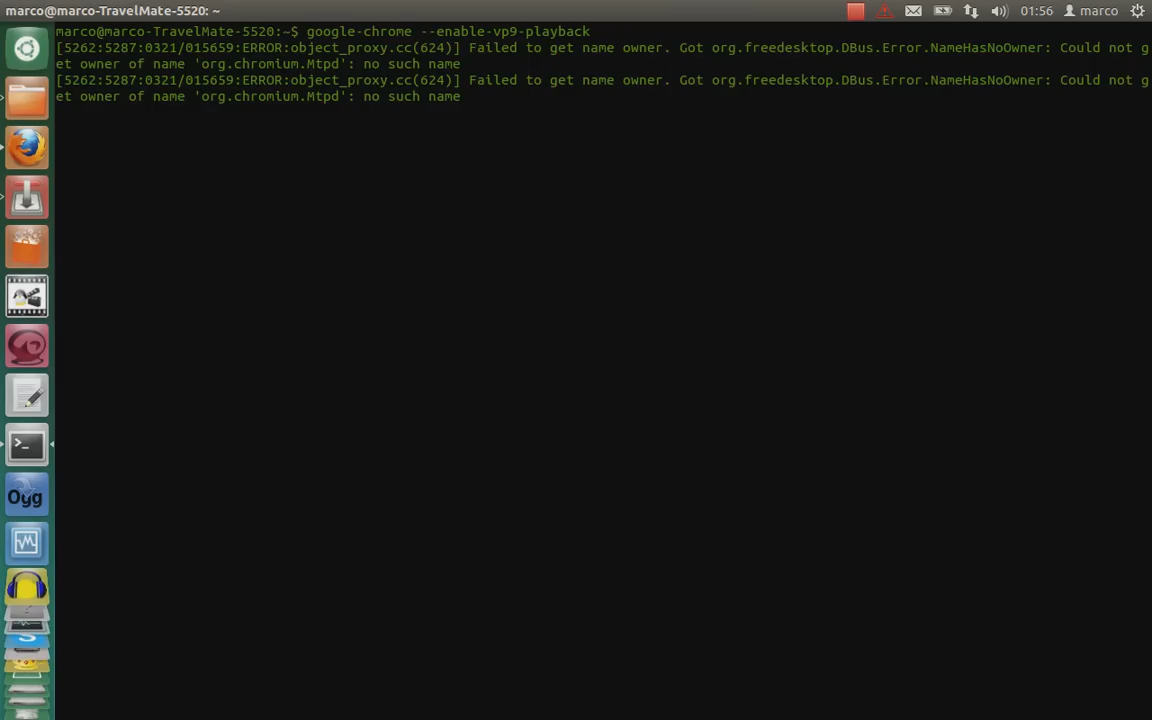 marco@marco-TravelMate-5520: ~
01:56
marco
marco@marco-TravelMate-5520:~$ google-chrome --enable-vp9-playback
[5262:5287:0321/015659:ERROR:object_proxy.cc(624)] Failed to get name owner. Got org.freedesktop.DBus.Error.NameHasNoOwner: Could not g
et owner of name 'org.chromium.Mtpd': no such name
[5262:5287:0321/015659:ERROR:object_proxy.cc(624)] Failed to get name owner. Got org.freedesktop.DBus.Error.NameHasNoOwner: Could not g
et owner of name 'org.chromium.Mtpd': no such name
>_
Oyg
S